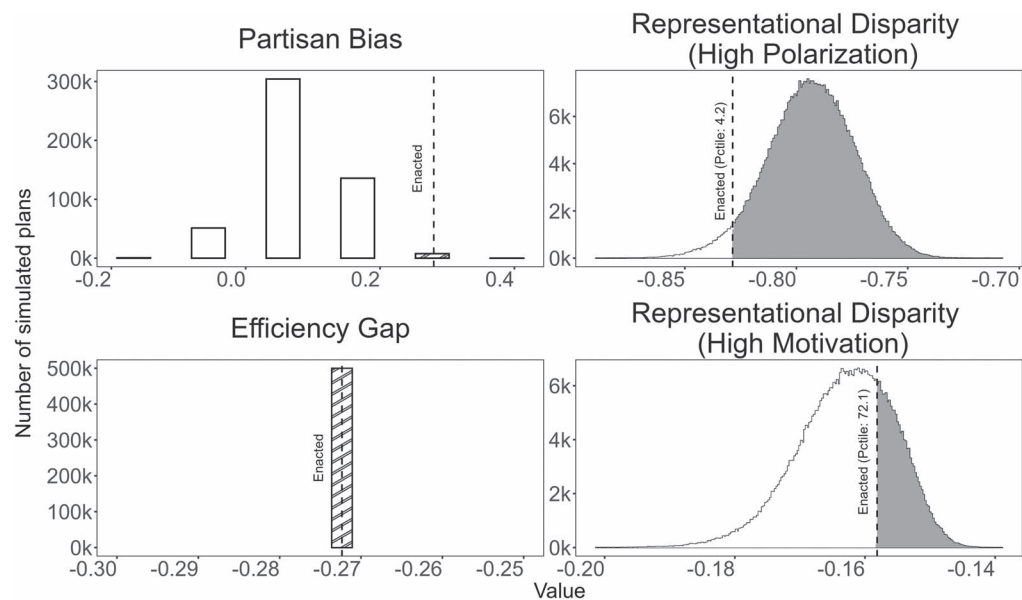 Partisan Bias
Number of simulated plans
300k
200k
100k
0k
Enacted
-0.2
0.0
0.2
0.4
Representational Disparity
(High Polarization)
6k
4k
2k
0k
Enacted (Pctile: 4.2)
-0.85
-0.80
-0.75
-0.70
Efficiency Gap
500k
400k
300k
200k
100k
0k
Enacted
-0.30
-0.29
-0.28
-0.27
-0.26
-0.25
Representational Disparity
(High Motivation)
6k
4k
2k
0k
Enacted (Pctile: 72.1)
-0.20
-0.18
-0.16
-0.14
Value